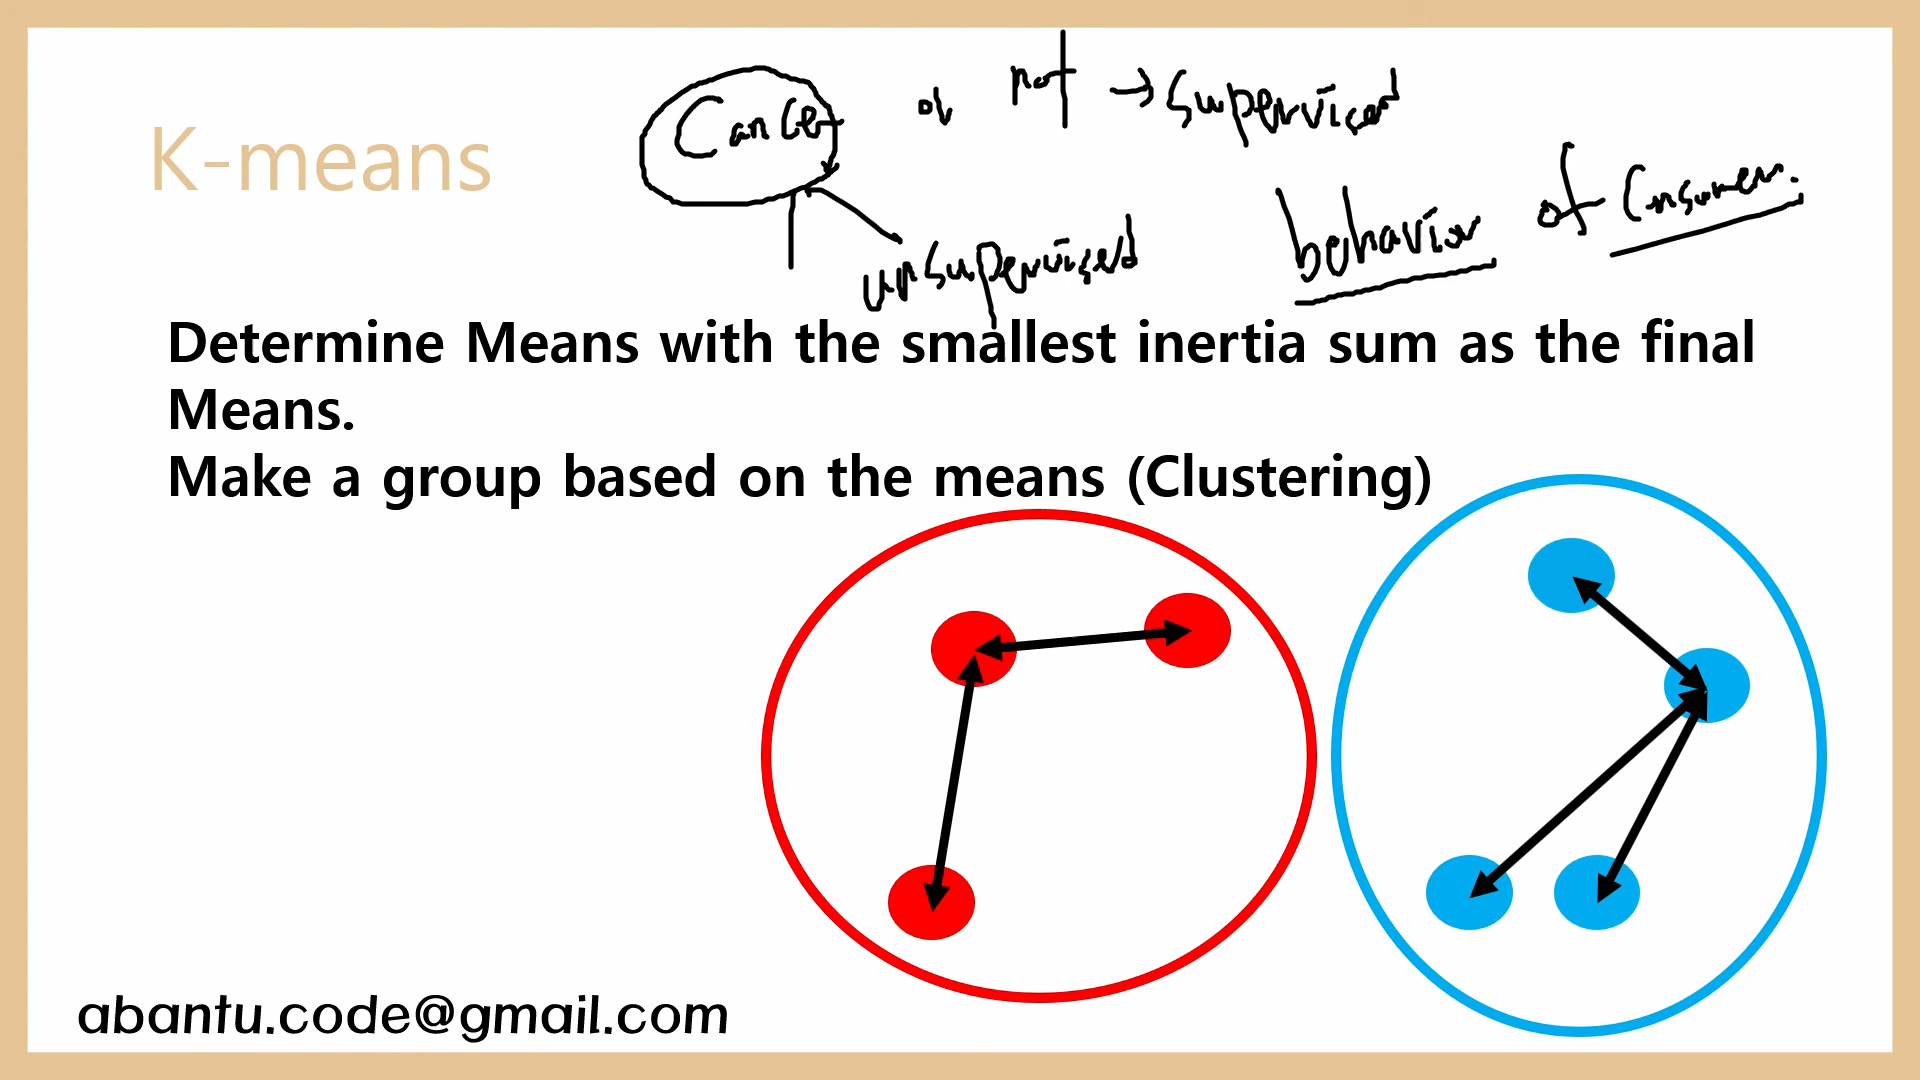 Cancer or not → Supervised
K-means
unsupervised
behavior of Consumers.
Determine Means with the smallest inertia sum as the final
Means.
Make a group based on the means (Clustering)
abantu.code@gmail.com